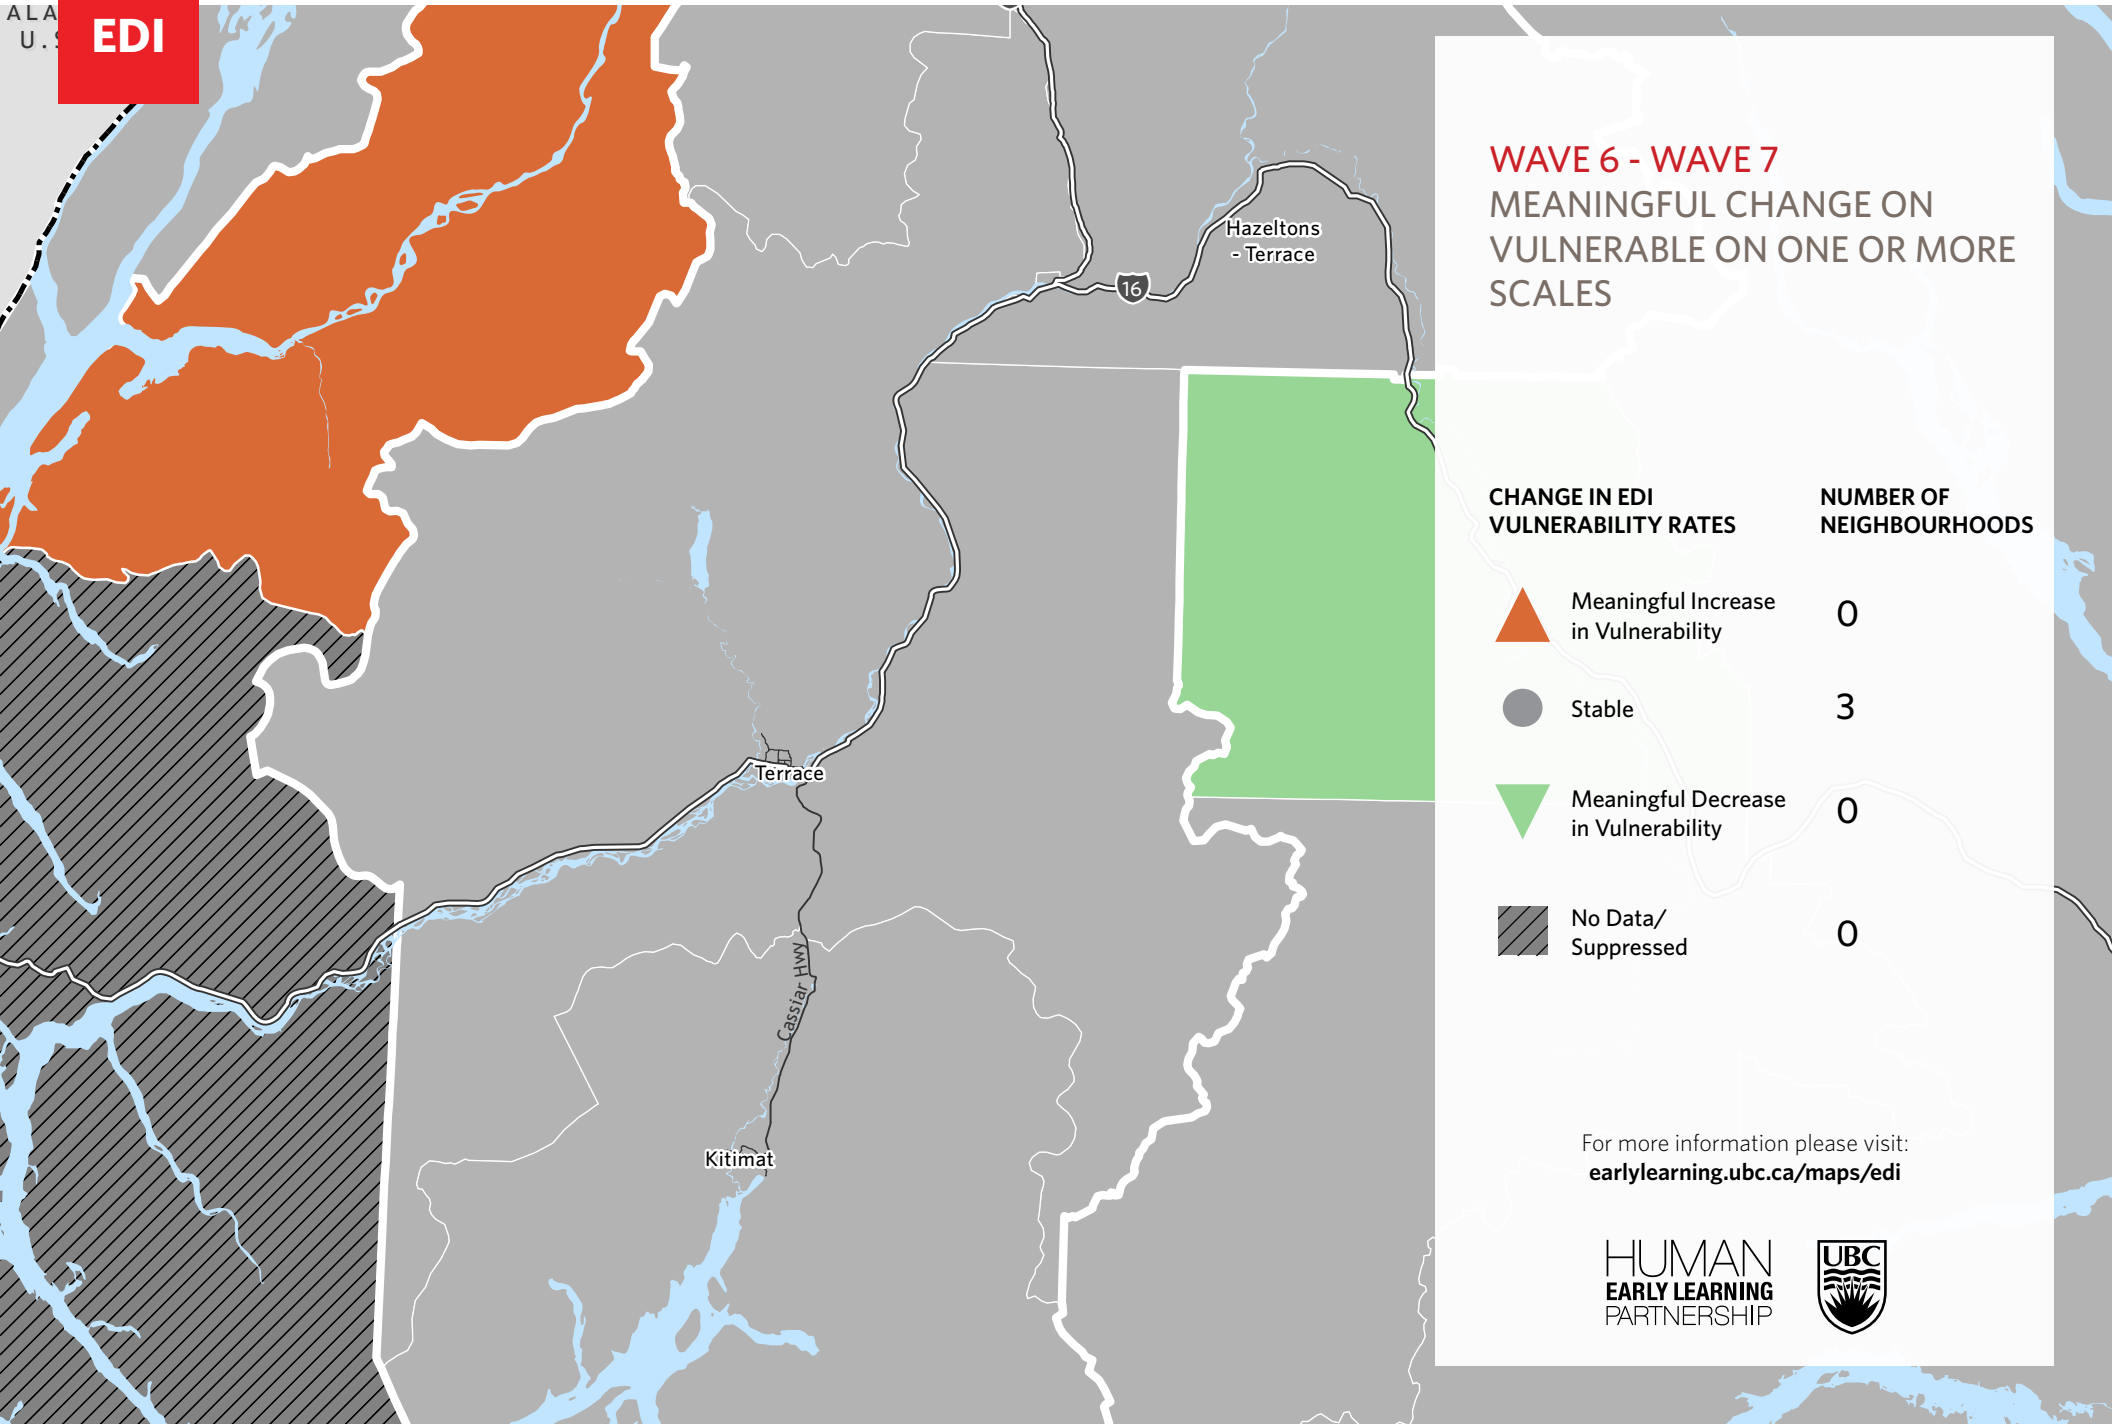 ALA
U.S
EDI
Hazeltons
- Terrace
16
Terrace
Cassiar Hwy
Kitimat
WAVE 6 - WAVE 7
MEANINGFUL CHANGE ON
VULNERABLE ON ONE OR MORE
SCALES
CHANGE IN EDI
VULNERABILITY RATES
NUMBER OF
NEIGHBOURHOODS
Meaningful Increase
in Vulnerability
0
Stable
3
Meaningful Decrease
in Vulnerability
0
No Data/
Suppressed
0
For more information please visit:
earlylearning.ubc.ca/maps/edi
HUMAN
EARLY LEARNING
PARTNERSHIP
UBC